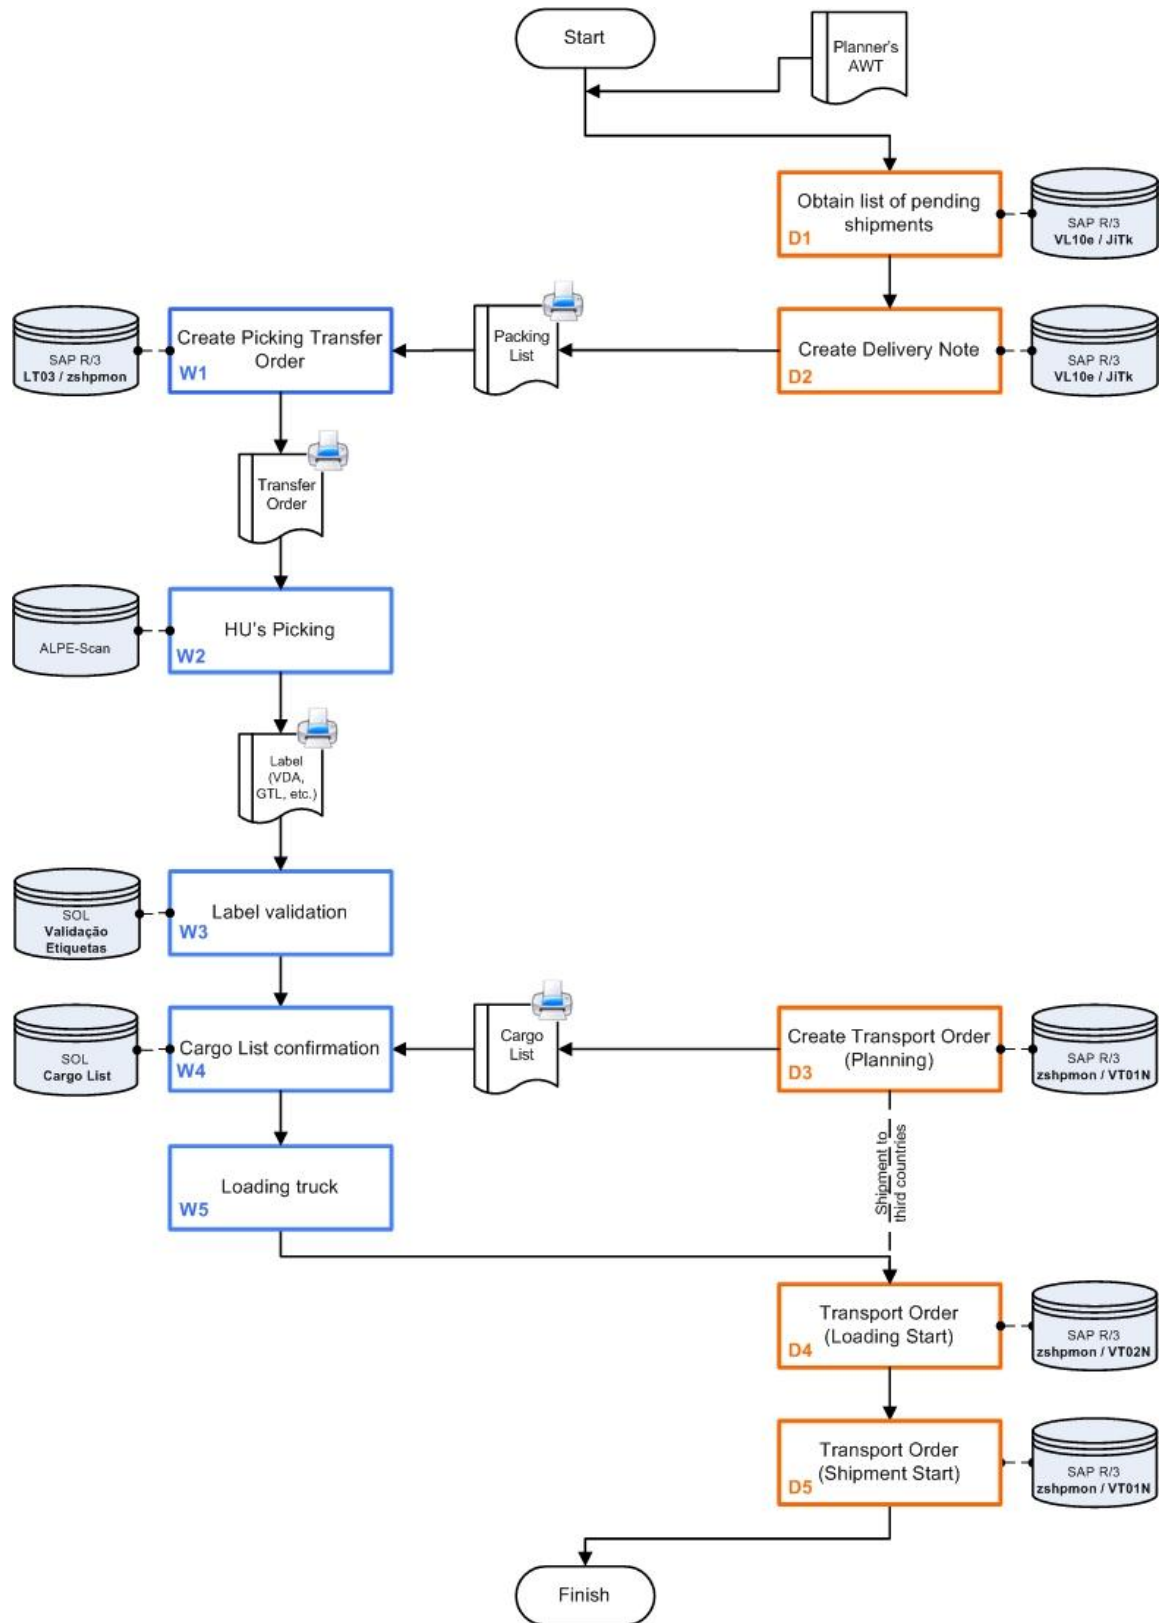 Start
Planner's
AWT
Obtain list of pending
shipments
D1
SAP R/3
VL10e / JiTk
SAP R/3
LT03 / zshpmon
Create Picking Transfer
Order
W1
Packing
List
Create Delivery Note
D2
SAP R/3
VL10e / JiTk
Transfer
Order
ALPE-Scan
HU's Picking
W2
Label
(VDA,
GTL, etc.)
SOL
Validação
Etiquetas
Label validation
W3
SOL
Cargo List
Cargo List confirmation
W4
Cargo
List
Create Transport Order
(Planning)
D3
SAP R/3
zshpmon / VT01N
Loading truck
W5
Shipment to
third countries
Transport Order
(Loading Start)
D4
SAP R/3
zshpmon / VT02N
Transport Order
(Shipment Start)
D5
SAP R/3
zshpmon / VT01N
Finish